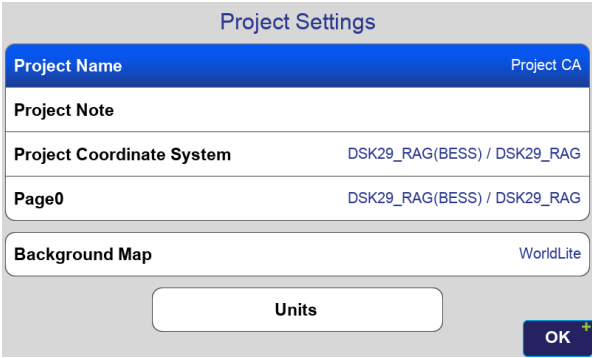 Project Settings
Project Name Project CA
Project Note
Project Coordinate System DSK29_RAG(BESS) / DSK29_RAG
Page0 DSK29_RAG(BESS) / DSK29_RAG
Background Map WorldLite
Units
OK +